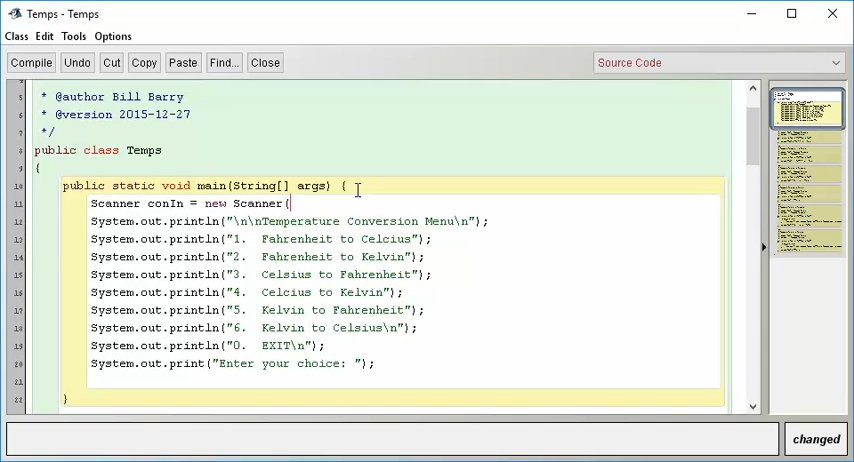 Temps - Temps
Class Edit Tools Options
Compile Undo Cut Copy Paste Find... Close Source Code
5 * @author Bill Barry
6 * @version 2015-12-27
7 */
8 public class Temps
9 {
10 public static void main(String[] args) {
11 Scanner conIn = new Scanner(
12 System.out.println("\n\nTemperature Conversion Menu\n");
13 System.out.println("1.  Fahrenheit to Celcius");
14 System.out.println("2.  Fahrenheit to Kelvin");
15 System.out.println("3.  Celsius to Fahrenheit");
16 System.out.println("4.  Celcius to Kelvin");
17 System.out.println("5.  Kelvin to Fahrenheit");
18 System.out.println("6.  Kelvin to Celsius\n");
19 System.out.println("0.  EXIT\n");
20 System.out.print("Enter your choice: ");
21
22 }
changed